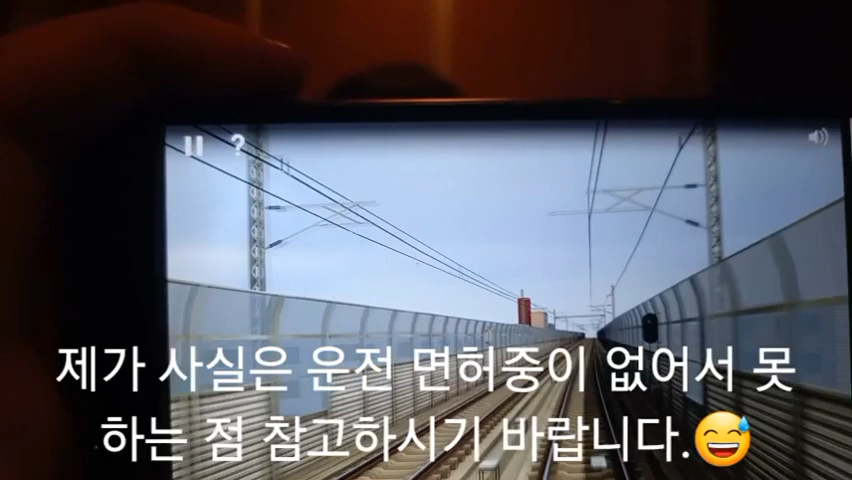 ?
제가 사실은 운전 면허중이 없어서 못
하는 점 참고하시기 바랍니다.😅